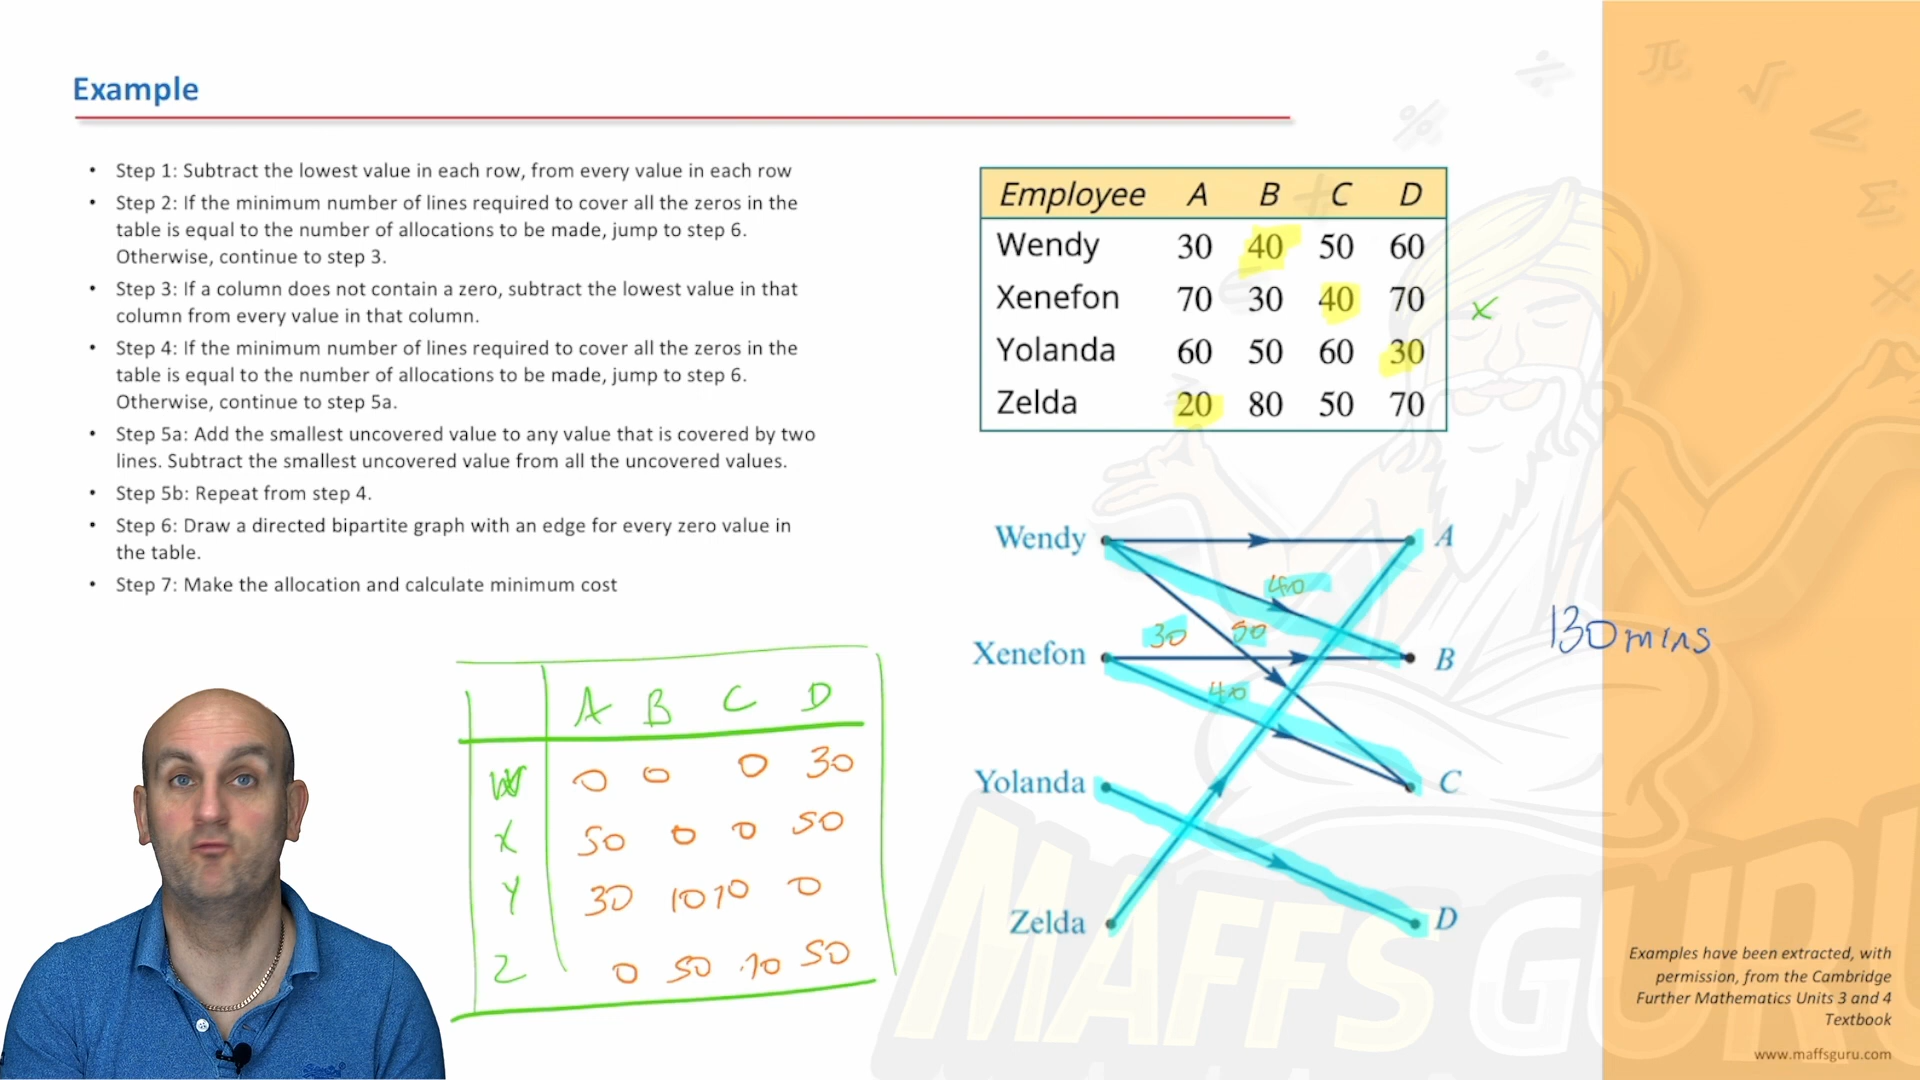 Example
• Step 1: Subtract the lowest value in each row, from every value in each row
• Step 2: If the minimum number of lines required to cover all the zeros in the
table is equal to the number of allocations to be made, jump to step 6.
Otherwise, continue to step 3.
• Step 3: If a column does not contain a zero, subtract the lowest value in that
column from every value in that column.
• Step 4: If the minimum number of lines required to cover all the zeros in the
table is equal to the number of allocations to be made, jump to step 6.
Otherwise, continue to step 5a.
• Step 5a: Add the smallest uncovered value to any value that is covered by two
lines. Subtract the smallest uncovered value from all the uncovered values.
• Step 5b: Repeat from step 4.
• Step 6: Draw a directed bipartite graph with an edge for every zero value in
the table.
• Step 7: Make the allocation and calculate minimum cost
Employee A B C D
Wendy 30 40 50 60
Xenefon 70 30 40 70
x
Yolanda 60 50 60 30
Zelda 20 80 50 70
Wendy A
40
30 50
Xenefon B
40
Yolanda C
Zelda D
130 mins
A B C D
W 0 0 0 30
X 50 0 0 50
Y 30 10 10 0
Z 0 50 10 50
MAFFS GURU
Examples have been extracted, with
permission, from the Cambridge
Further Mathematics Units 3 and 4
Textbook
www.maffsguru.com